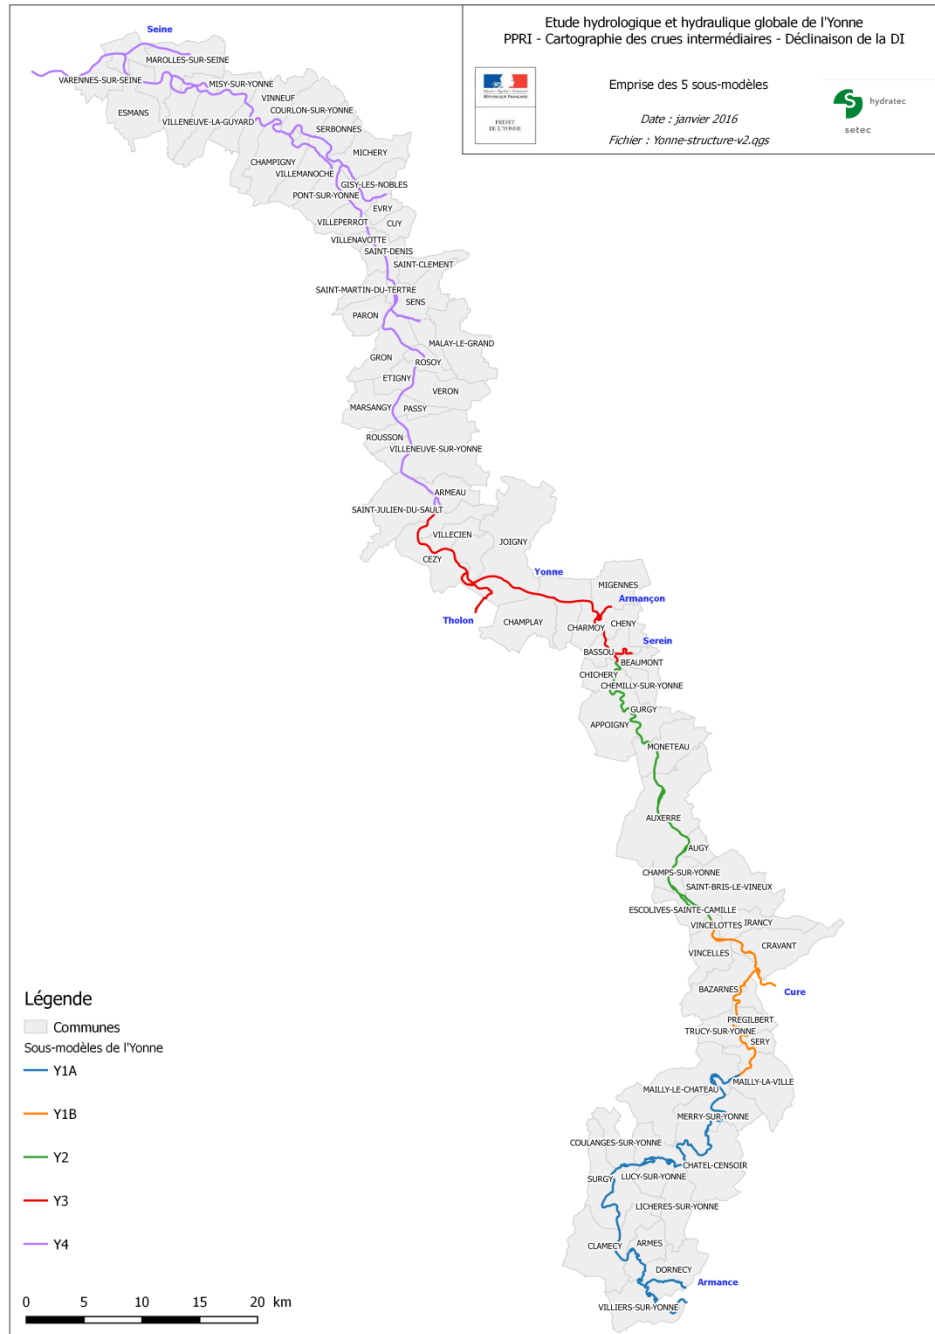 Etude hydrologique et hydraulique globale de l'Yonne
PPRI - Cartographie des crues intermédiaires - Déclinaison de la DI
Emprise des 5 sous-modèles
Date : janvier 2016
Fichier : Yonne-structure-v2.qgs
RÉPUBLIQUE FRANÇAISE
PRÉFET
DE L'YONNE
hydratec
setec
Seine
MAROLLES-SUR-SEINE
VARENNES-SUR-SEINE
MISY-SUR-YONNE
VINNEUF
ESMANS
COURLON-SUR-YONNE
VILLENEUVE-LA-GUYARD
SERBONNES
MICHERY
CHAMPIGNY
VILLEMANOCHE
GISY-LES-NOBLES
PONT-SUR-YONNE
EVRY
VILLEPERROT
CUY
VILLENAVOTTE
SAINT-DENIS
SAINT-CLEMENT
SAINT-MARTIN-DU-TERTRE
SENS
PARON
MALAY-LE-GRAND
GRON
ROSOY
ETIGNY
VERON
MARSANGY
PASSY
ROUSSON
VILLENEUVE-SUR-YONNE
ARMEAU
SAINT-JULIEN-DU-SAULT
VILLECIEN
JOIGNY
CEZY
Yonne
MIGENNES
Armançon
Tholon
CHAMPLAY
CHARMOY
CHENY
Serein
BASSOU
BEAUMONT
CHICHERY
CHEMILLY-SUR-YONNE
GURGY
APPOIGNY
MONETEAU
AUXERRE
AUGY
CHAMPS-SUR-YONNE
SAINT-BRIS-LE-VINEUX
ESCOLIVES-SAINTE-CAMILLE
IRANCY
VINCELOTTES
CRAVANT
VINCELLES
BAZARNES
Cure
PREGILBERT
TRUCY-SUR-YONNE
SERY
MAILLY-LA-VILLE
MAILLY-LE-CHATEAU
MERRY-SUR-YONNE
COULANGES-SUR-YONNE
CHATEL-CENSOIR
SURGY
LUCY-SUR-YONNE
LICHERES-SUR-YONNE
CLAMECY
ARMES
DORNECY
Armance
VILLIERS-SUR-YONNE
Légende
Communes
Sous-modèles de l'Yonne
Y1A
Y1B
Y2
Y3
Y4
0 5 10 15 20 km